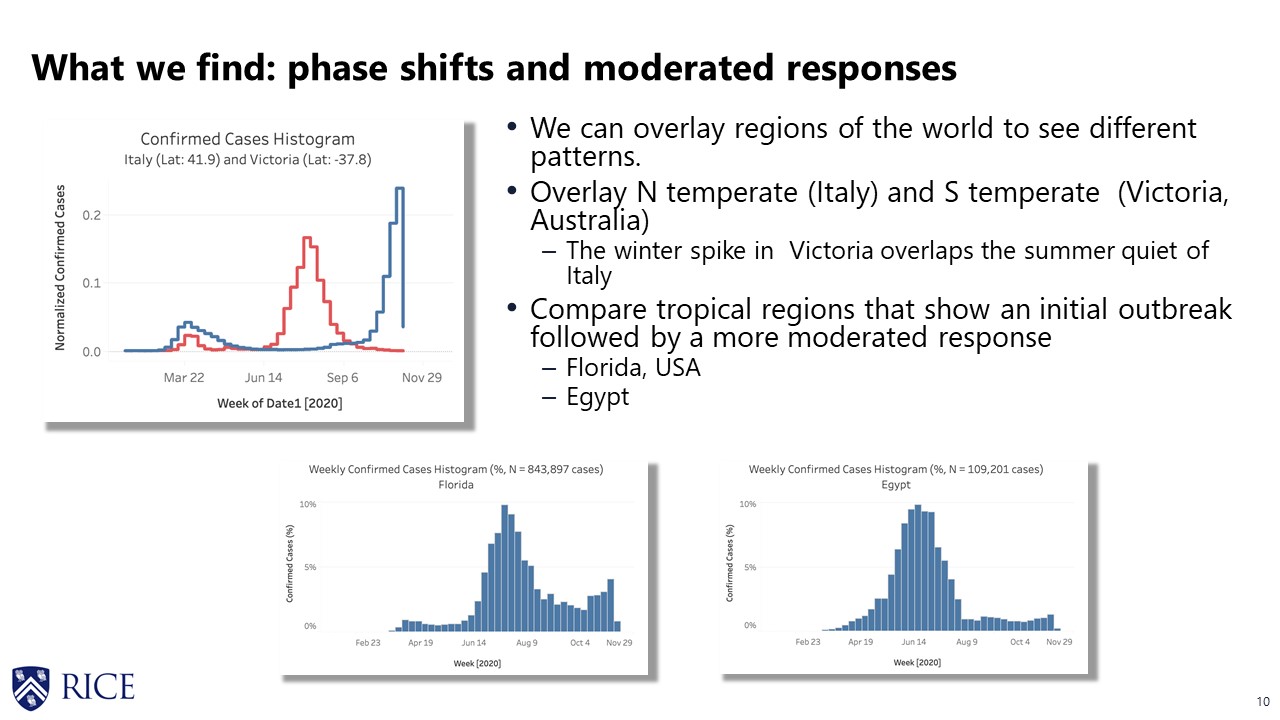 What we find: phase shifts and moderated responses
Confirmed Cases Histogram
Italy (Lat: 41.9) and Victoria (Lat: -37.8)
Normalized Confirmed Cases
0.2
0.1
0.0
Mar 22 Jun 14 Sep 6 Nov 29
Week of Date1 [2020]
• We can overlay regions of the world to see different
patterns.
• Overlay N temperate (Italy) and S temperate (Victoria,
Australia)
– The winter spike in Victoria overlaps the summer quiet of
Italy
• Compare tropical regions that show an initial outbreak
followed by a more moderated response
– Florida, USA
– Egypt
Weekly Confirmed Cases Histogram (%, N = 843,897 cases)
Florida
Confirmed Cases (%)
10%
5%
0%
Feb 23 Apr 19 Jun 14 Aug 9 Oct 4 Nov 29
Week [2020]
Weekly Confirmed Cases Histogram (%, N = 109,201 cases)
Egypt
Confirmed Cases (%)
10%
5%
0%
Feb 23 Apr 19 Jun 14 Aug 9 Oct 4 Nov 29
Week [2020]
RICE
10